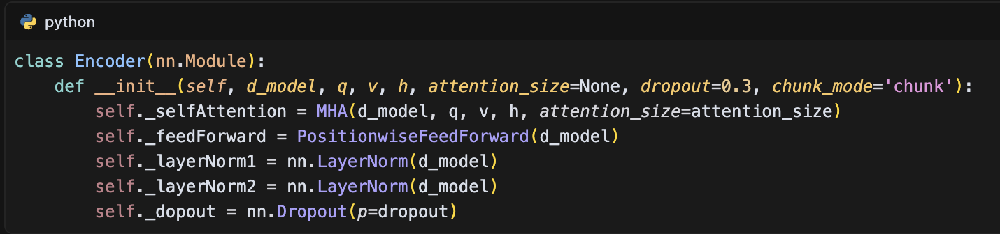 python
class Encoder(nn.Module):
    def __init__(self, d_model, q, v, h, attention_size=None, dropout=0.3, chunk_mode='chunk'):
        self._selfAttention = MHA(d_model, q, v, h, attention_size=attention_size)
        self._feedForward = PositionwiseFeedForward(d_model)
        self._layerNorm1 = nn.LayerNorm(d_model)
        self._layerNorm2 = nn.LayerNorm(d_model)
        self._dopout = nn.Dropout(p=dropout)